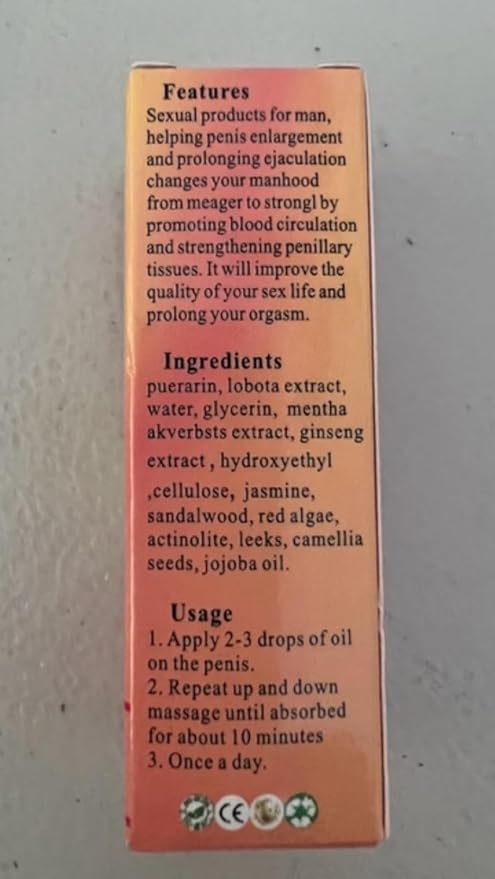 Features
Sexual products for man,
helping penis enlargement
and prolonging ejaculation
changes your manhood
from meager to strongl by
promoting blood circulation
and strengthening penillary
tissues. It will improve the
quality of your sex life and
prolong your orgasm.
Ingredients
puerarin, lobota extract,
water, glycerin, mentha
akverbsts extract, ginseng
extract , hydroxyethyl
,cellulose, jasmine,
sandalwood, red algae,
actinolite, leeks, camellia
seeds, jojoba oil.
Usage
1. Apply 2-3 drops of oil
on the penis.
2. Repeat up and down
massage until absorbed
for about 10 minutes
3. Once a day.
CE